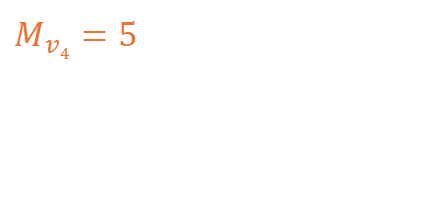 $M_{v_4} = 5$